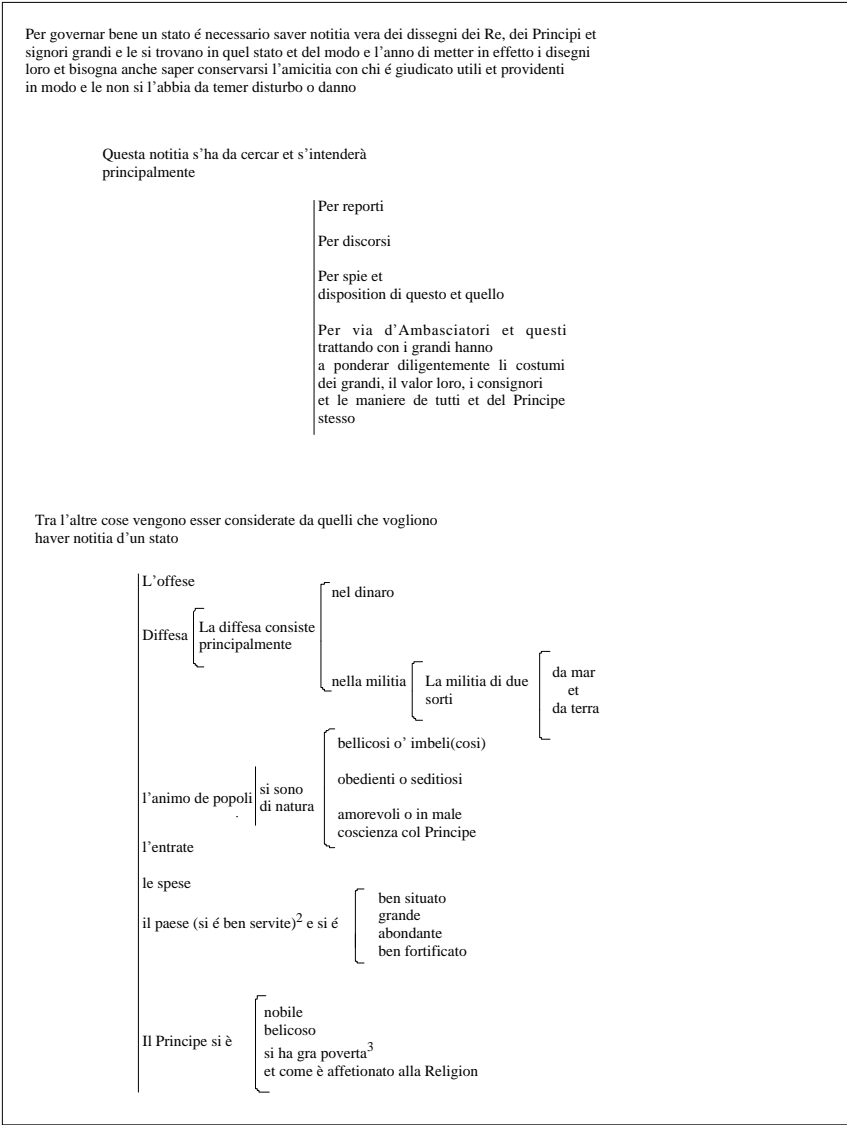 Per governar bene un stato é necessario saver notitia vera dei dissegni dei Re, dei Principi et
signori grandi e le si trovano in quel stato et del modo e l’anno di metter in effetto i disegni
loro et bisogna anche saper conservarsi l’amicitia con chi é giudicato utili et providenti
in modo e le non si l’abbia da temer disturbo o danno
Questa notitia s’ha da cercar et s’intenderà
principalmente
Per reporti
Per discorsi
Per spie et
disposition di questo et quello
Per via d’Ambasciatori et questi
trattando con i grandi hanno
a ponderar diligentemente li costumi
dei grandi, il valor loro, i consignori
et le maniere de tutti et del Principe
stesso
Tra l’altre cose vengono esser considerate da quelli che vogliono
haver notitia d’un stato
L’offese
Diffesa
La diffesa consiste
principalmente
nel dinaro
nella militia
La militia di due
sorti
da mar
et
da terra
l’animo de popoli
si sono
di natura
bellicosi o’ imbeli(cosi)
obedienti o seditiosi
amorevoli o in male
coscienza col Principe
l’entrate
le spese
il paese (si é ben servite)2 e si é
ben situato
grande
abondante
ben fortificato
Il Principe si è
nobile
belicoso
si ha gra poverta3
et come è affetionato alla Religion